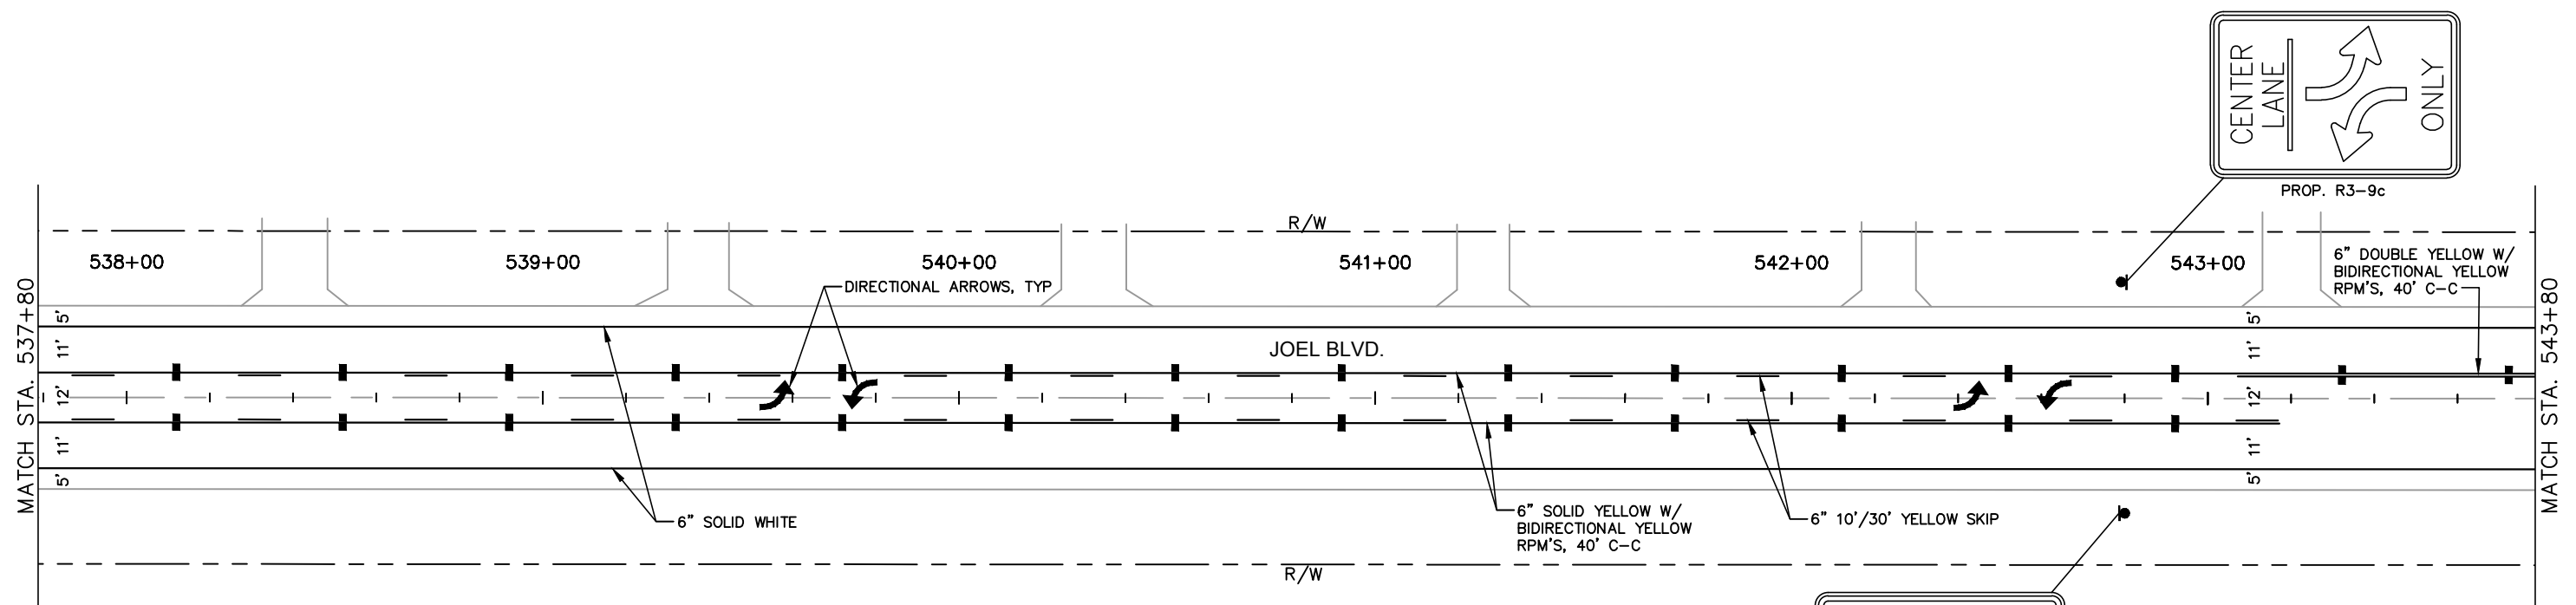 CENTER
LANE
ONLY
PROP. R3-9c
R/W
538+00
539+00
540+00
541+00
542+00
543+00
6" DOUBLE YELLOW W/
BIDIRECTIONAL YELLOW
RPM'S, 40' C-C
DIRECTIONAL ARROWS, TYP
MATCH STA. 537+80
MATCH STA. 543+80
5'
11'
12'
11'
5'
JOEL BLVD.
5'
11'
12'
11'
5'
6" SOLID WHITE
6" SOLID YELLOW W/
BIDIRECTIONAL YELLOW
RPM'S, 40' C-C
6" 10'/30' YELLOW SKIP
R/W